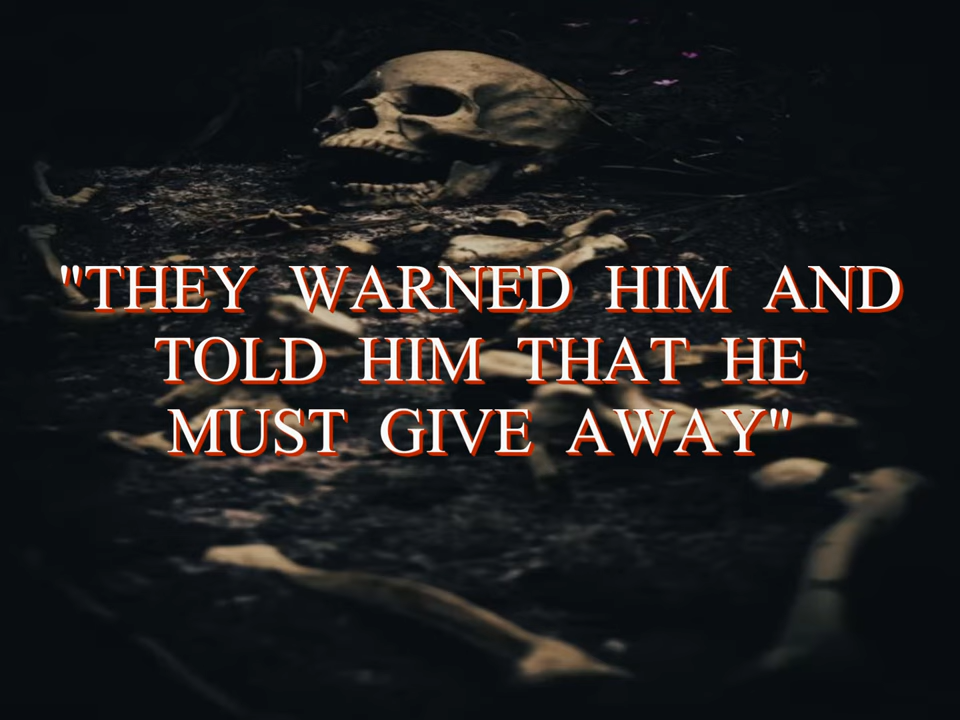 "THEY WARNED HIM AND
TOLD HIM THAT HE
MUST GIVE AWAY"